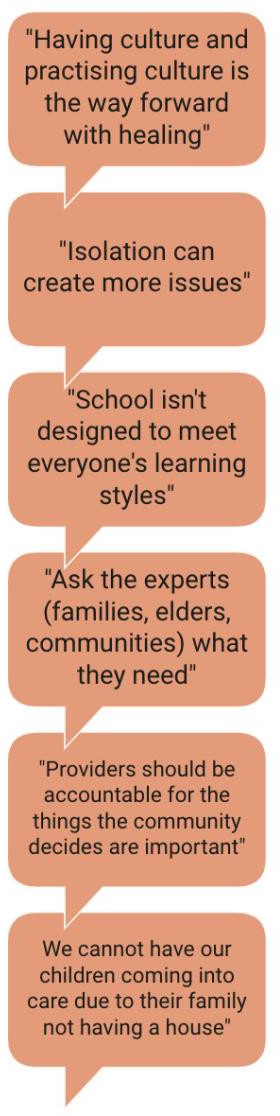 "Having culture and
practising culture is
the way forward
with healing"
"Isolation can
create more issues"
"School isn't
designed to meet
everyone's learning
styles"
"Ask the experts
(families, elders,
communities) what
they need"
"Providers should be
accountable for the
things the community
decides are important"
We cannot have our
children coming into
care due to their family
not having a house"